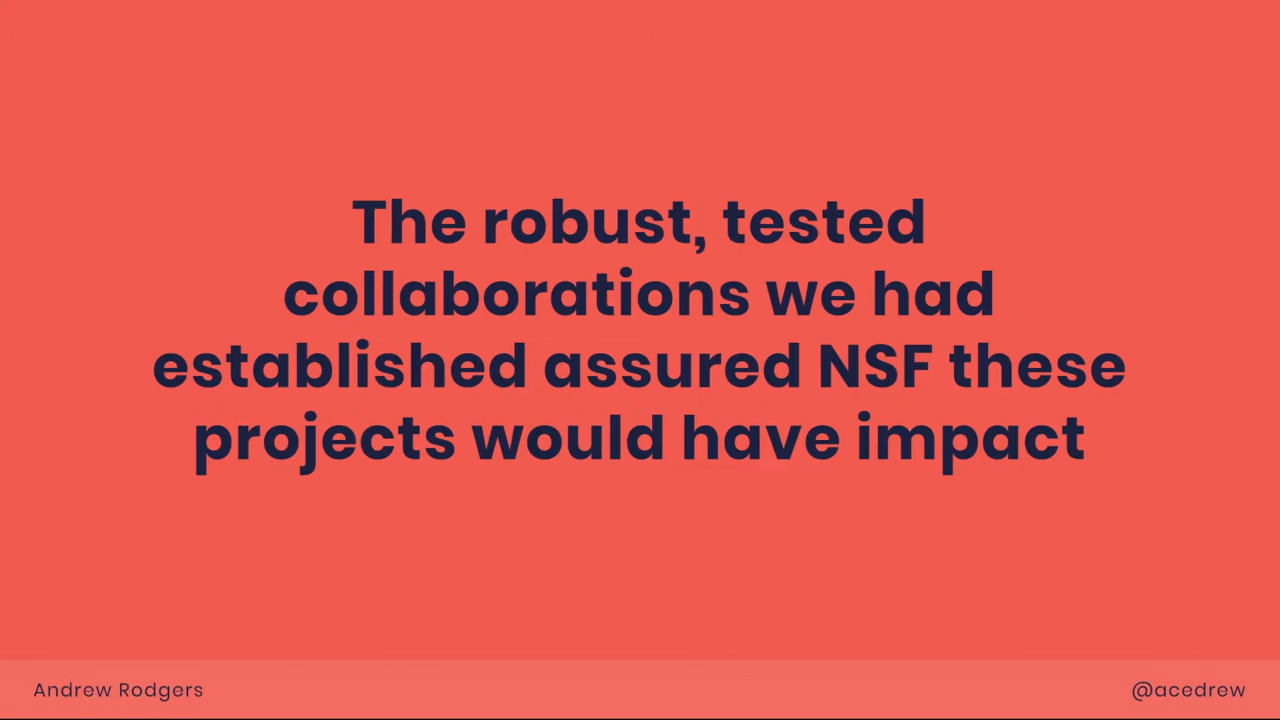 The robust, tested
collaborations we had
established assured NSF these
projects would have impact
Andrew Rodgers
@acedrew